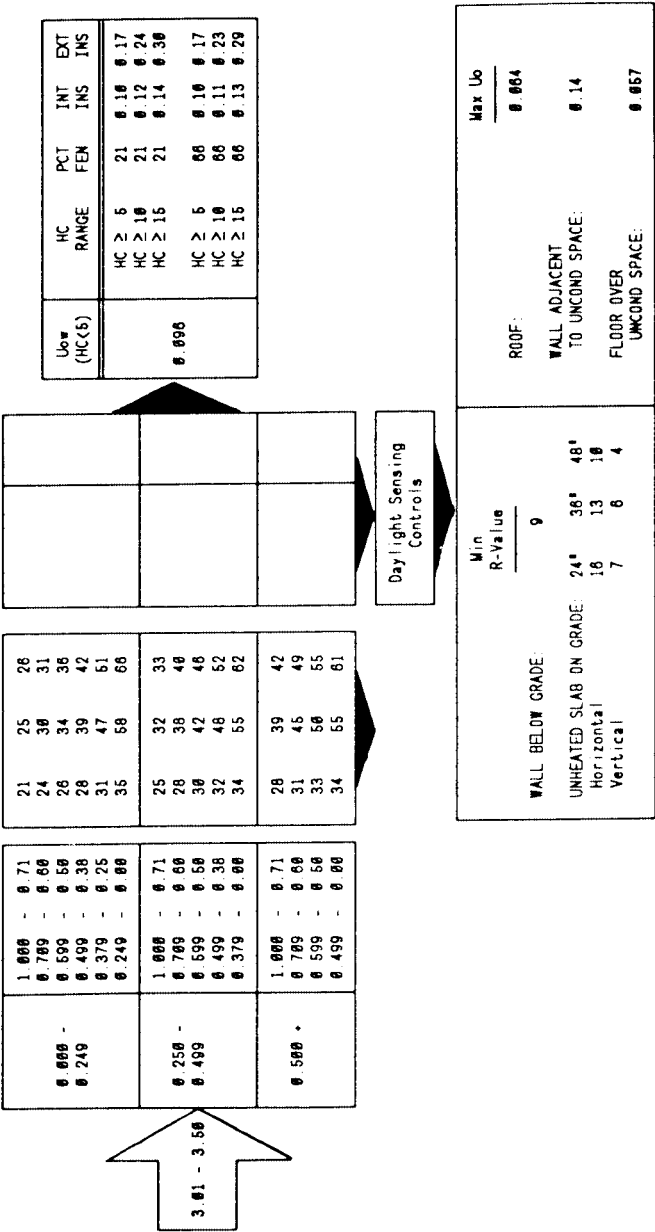 3.01 - 3.50
0.000 -
0.249
1.000 - 0.71 21 25 26
0.709 - 0.60 24 30 31
0.599 - 0.50 26 34 36
0.499 - 0.38 28 39 42
0.379 - 0.25 31 47 51
0.249 - 0.00 35 58 66
0.250 -
0.499
1.000 - 0.71 25 32 33
0.709 - 0.60 28 38 40
0.599 - 0.50 30 42 46
0.499 - 0.38 32 48 52
0.379 - 0.00 34 55 62
0.500 +
1.000 - 0.71 28 39 42
0.709 - 0.60 31 45 49
0.599 - 0.50 33 50 55
0.499 - 0.00 34 55 61
Uow HC PCT INT EXT
(HC<5) RANGE FEN INS INS
HC ≥ 5 21 0.10 0.17
HC ≥ 10 21 0.12 0.24
HC ≥ 15 21 0.14 0.30
0.096
HC ≥ 5 66 0.10 0.17
HC ≥ 10 66 0.11 0.23
HC ≥ 15 66 0.13 0.29
Daylight Sensing
Controls
Min
R-Value
WALL BELOW GRADE: 9
UNHEATED SLAB ON GRADE: 24" 36" 48"
Horizontal 16 13 10
Vertical 7 6 4
Max Uo
ROOF: 0.064
WALL ADJACENT
TO UNCOND SPACE: 0.14
FLOOR OVER
UNCOND SPACE: 0.057